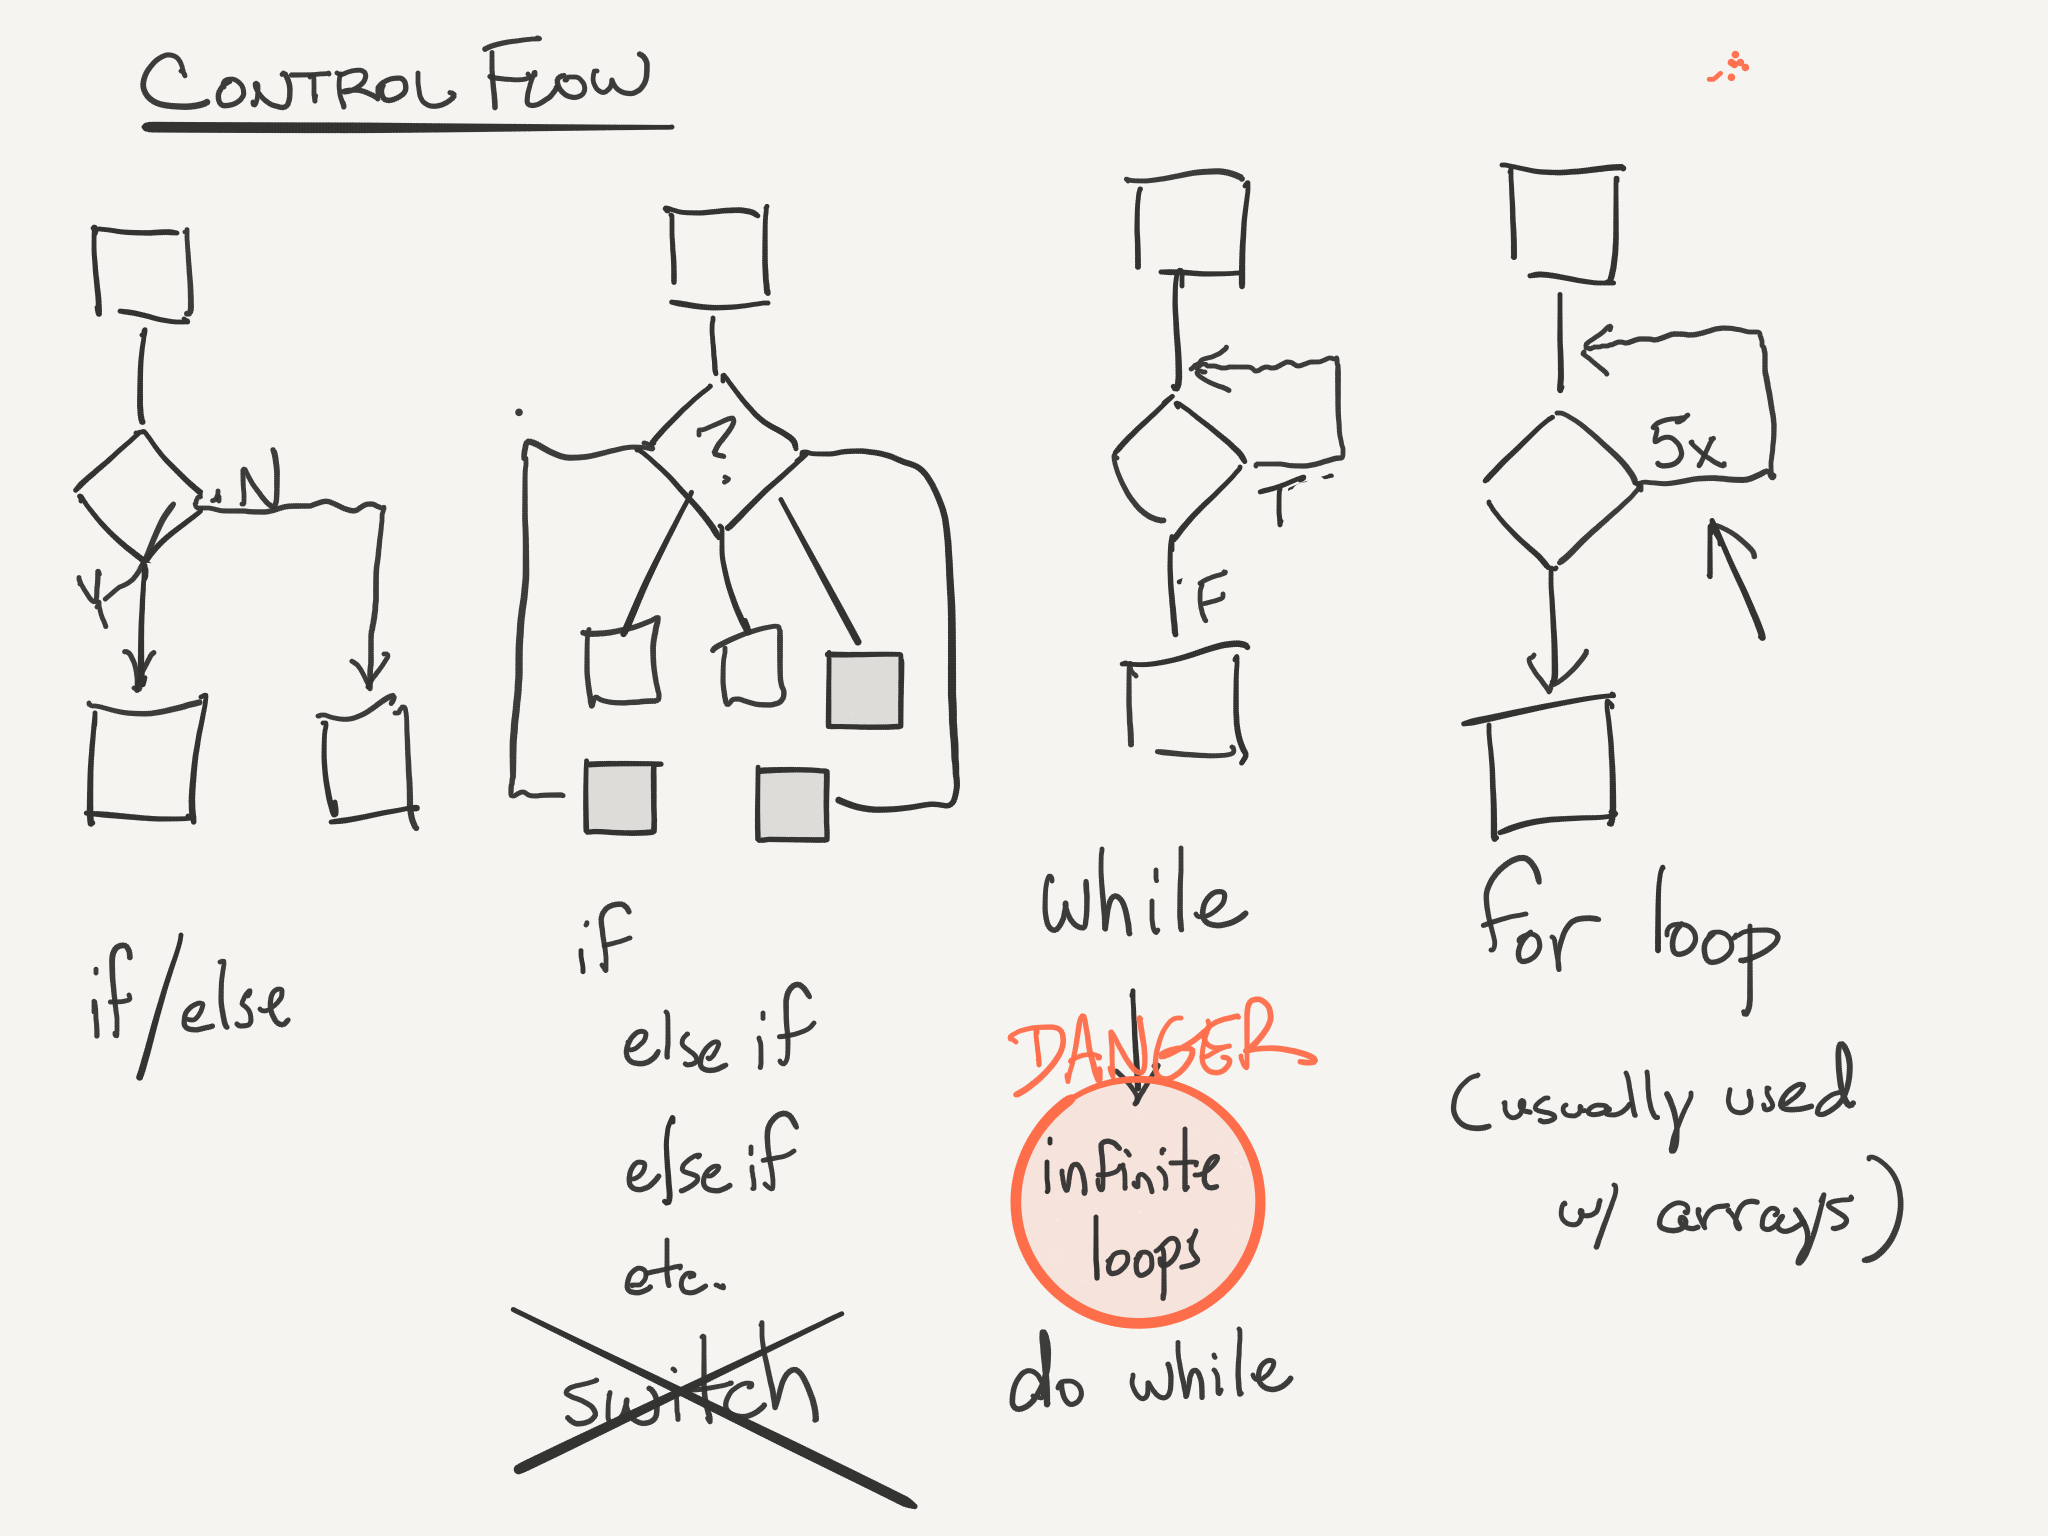 CONTROL FLOW
N
Y
if/else
?
if
else if
else if
etc.
switch
T
F
while
DANGER
infinite
loops
do while
5x
for loop
(usually used
w/ arrays)